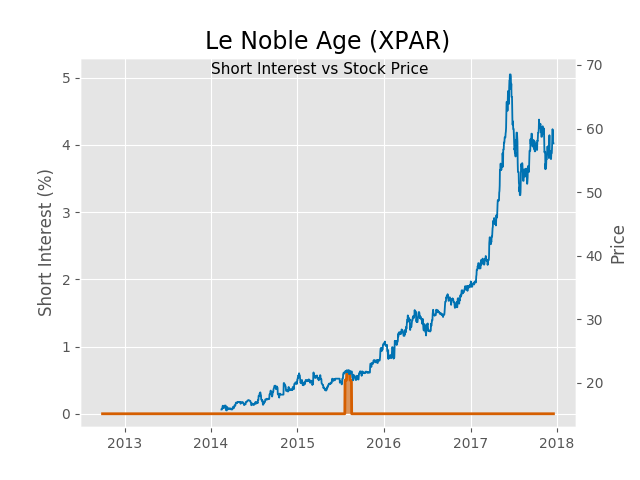 Le Noble Age (XPAR)
Short Interest vs Stock Price
Short Interest (%)
5
4
3
2
1
0
70
60
50
40
30
20
Price
2013 2014 2015 2016 2017 2018